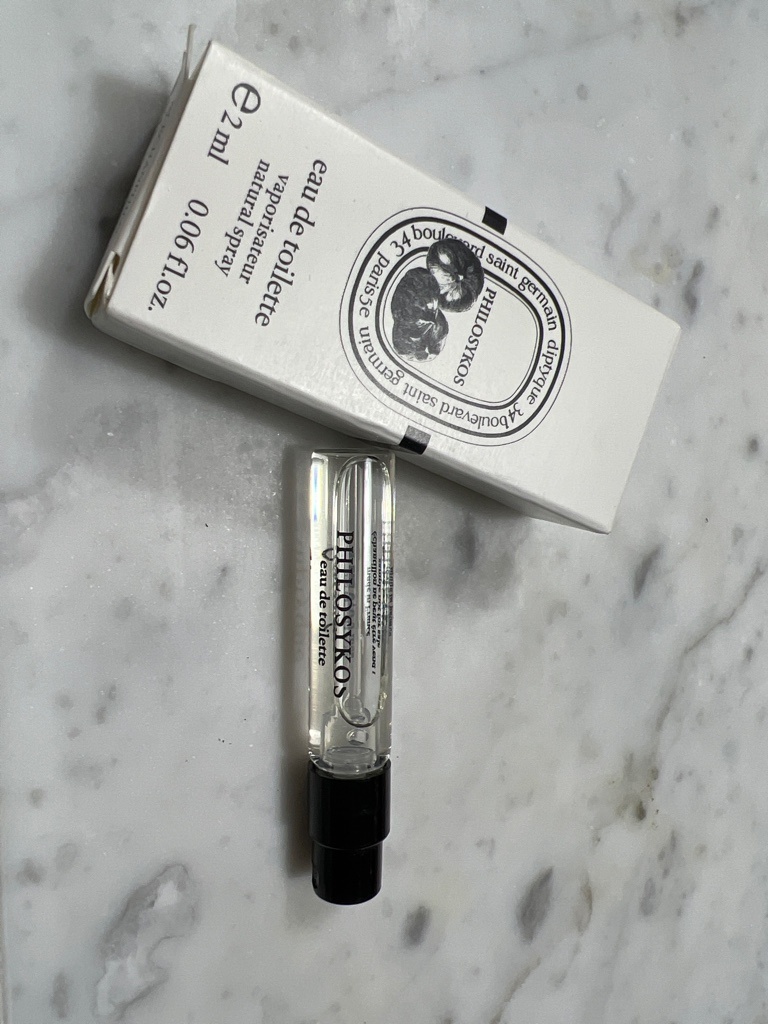 34 boulevard saint germain diptyque 34 boulevard saint germain paris 5e
PHILOSYKOS
eau de toilette
vaporisateur
natural spray
℮ 2 ml 0.06 fl.oz.
PHILOSYKOS
eau de toilette